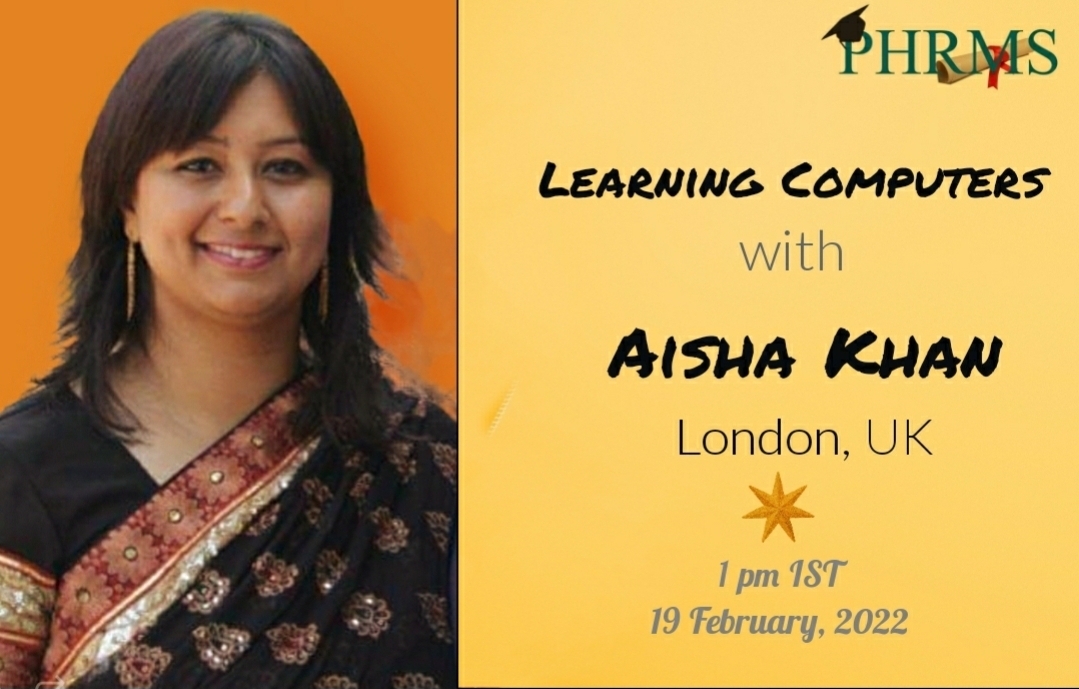 PHRMS
LEARNING COMPUTERS
with
AISHA KHAN
London, UK
1 pm IST
19 February, 2022